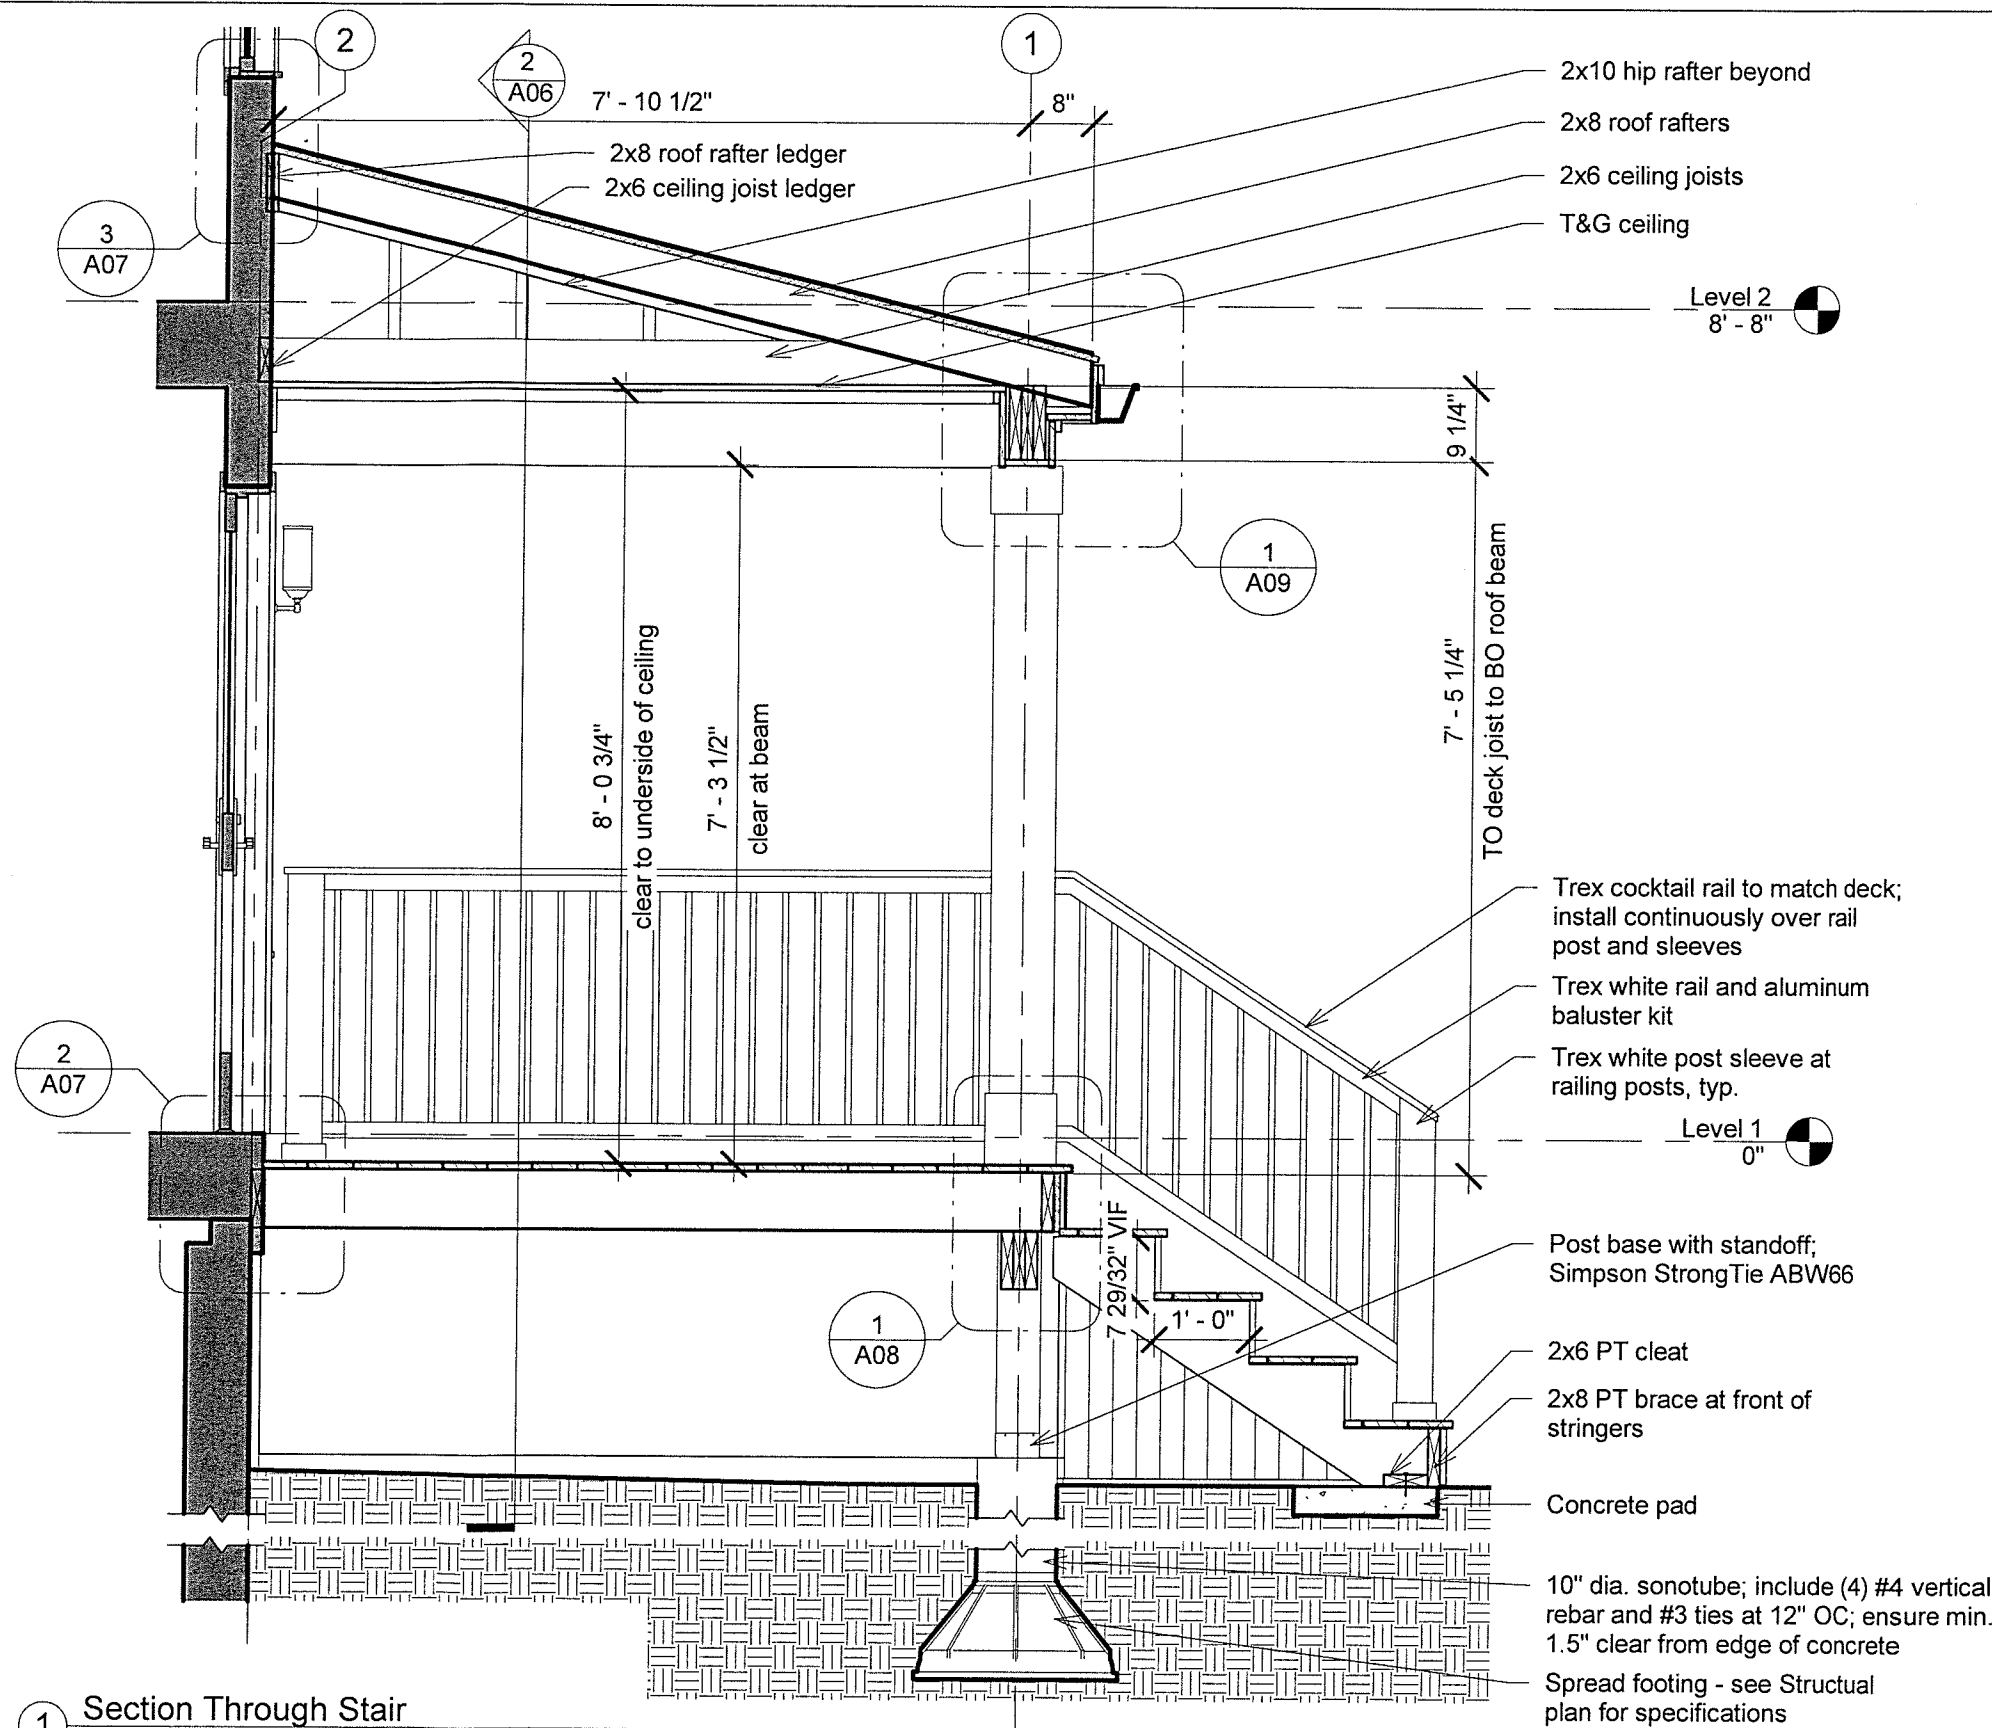 2
1
2
A06
7' - 10 1/2"
8"
2x10 hip rafter beyond
2x8 roof rafters
2x8 roof rafter ledger
2x6 ceiling joist ledger
2x6 ceiling joists
T&G ceiling
3
A07
Level 2
8' - 8"
9 1/4"
1
A09
8' - 0 3/4"
clear to underside of ceiling
7' - 3 1/2"
clear at beam
7' - 5 1/4"
TO deck joist to BO roof beam
Trex cocktail rail to match deck;
install continuously over rail
post and sleeves
Trex white rail and aluminum
baluster kit
Trex white post sleeve at
railing posts, typ.
2
A07
Level 1
0"
Post base with standoff;
Simpson StrongTie ABW66
7 29/32" VIF
1' - 0"
1
A08
2x6 PT cleat
2x8 PT brace at front of
stringers
Concrete pad
10" dia. sonotube; include (4) #4 vertical
rebar and #3 ties at 12" OC; ensure min.
1.5" clear from edge of concrete
Spread footing - see Structual
plan for specifications
1
Section Through Stair